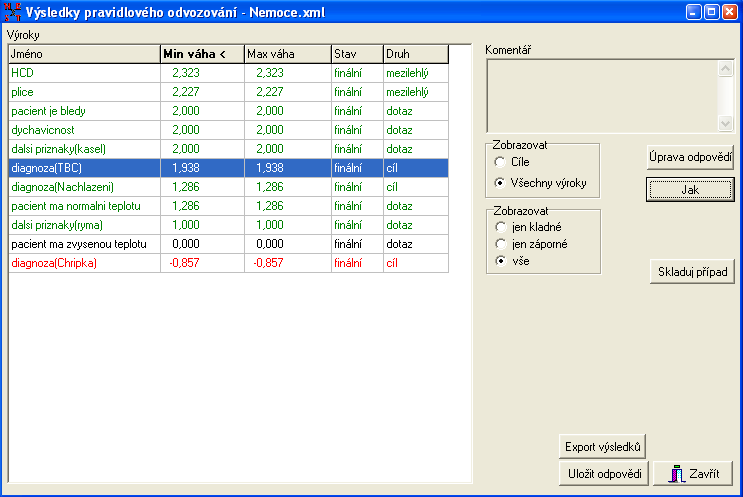 Výsledky pravidlového odvozování - Nemoce.xml
Výroky
Jméno Min váha < Max váha Stav Druh
HCD 2,323 2,323 finální mezilehlý
plice 2,227 2,227 finální mezilehlý
pacient je bledy 2,000 2,000 finální dotaz
dychavicnost 2,000 2,000 finální dotaz
dalsi priznaky(kasel) 2,000 2,000 finální dotaz
diagnoza(TBC) 1,938 1,938 finální cíl
diagnoza(Nachlazeni) 1,286 1,286 finální cíl
pacient ma normalni teplotu 1,286 1,286 finální dotaz
dalsi priznaky(ryma) 1,000 1,000 finální dotaz
pacient ma zvysenou teplotu 0,000 0,000 finální dotaz
diagnoza(Chripka) -0,857 -0,857 finální cíl
Komentář
Zobrazovat
Cíle
Všechny výroky
Úprava odpovědí
Jak
Zobrazovat
jen kladné
jen záporné
vše
Skladuj případ
Export výsledků
Uložit odpovědi
Zavřít